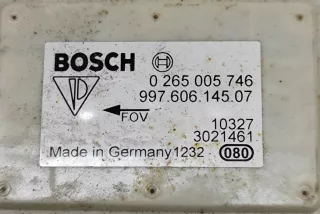 BOSCH
0 265 005 746
997.606.145.07
FOV
10327
3021461
Made in Germany 1232 080